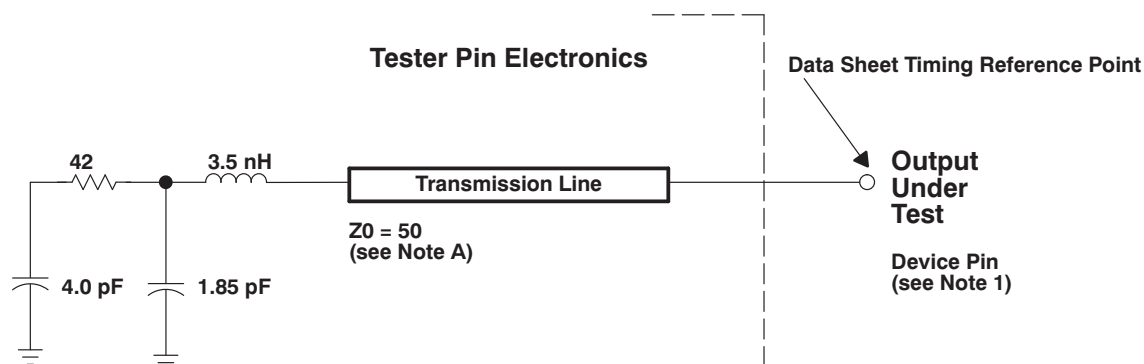 Tester Pin Electronics
Data Sheet Timing Reference Point
42
3.5 nH
Transmission Line
Output
Under
Test
Z0 = 50
(see Note A)
Device Pin
(see Note 1)
4.0 pF
1.85 pF